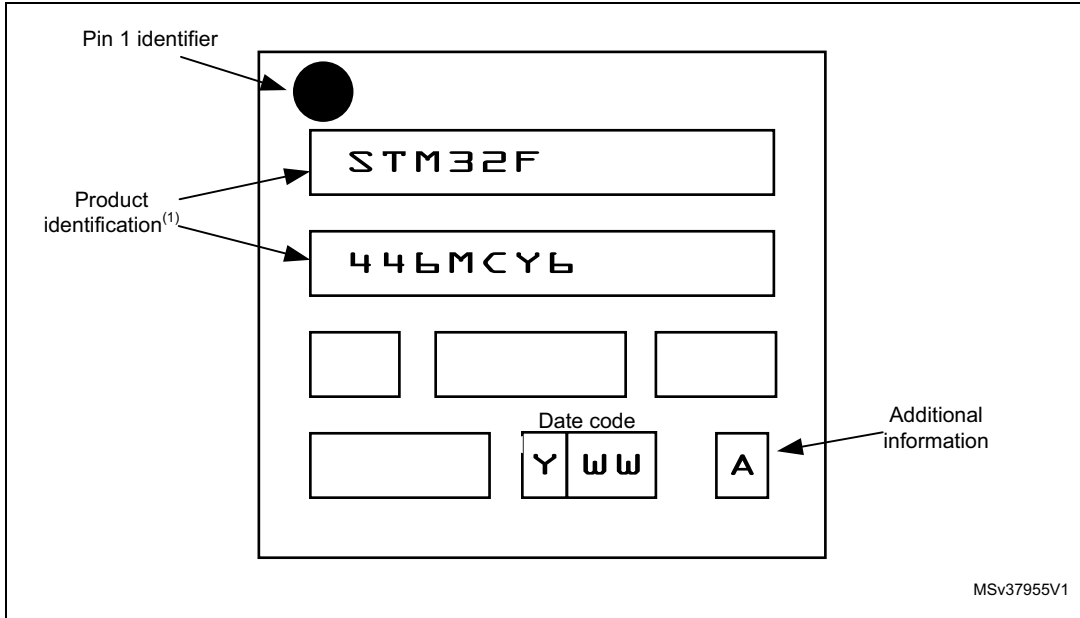 Pin 1 identifier
STM32F
Product
identification(1)
446MCY6
Date code
Y WW A
Additional
information
MSv37955V1